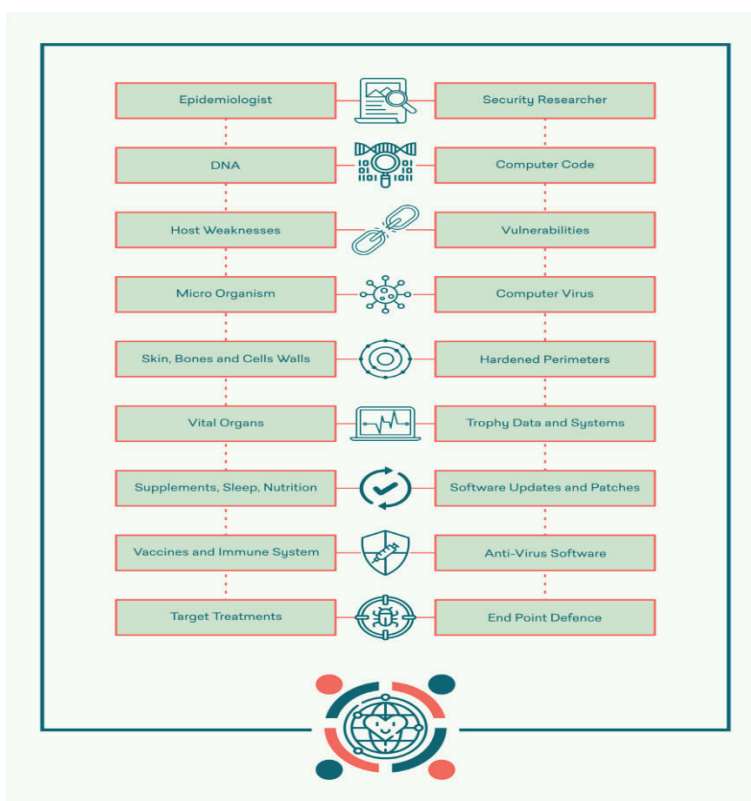 Epidemiologist
Security Researcher
DNA
Computer Code
Host Weaknesses
Vulnerabilities
Micro Organism
Computer Virus
Skin, Bones and Cells Walls
Hardened Perimeters
Vital Organs
Trophy Data and Systems
Supplements, Sleep, Nutrition
Software Updates and Patches
Vaccines and Immune System
Anti-Virus Software
Target Treatments
End Point Defence